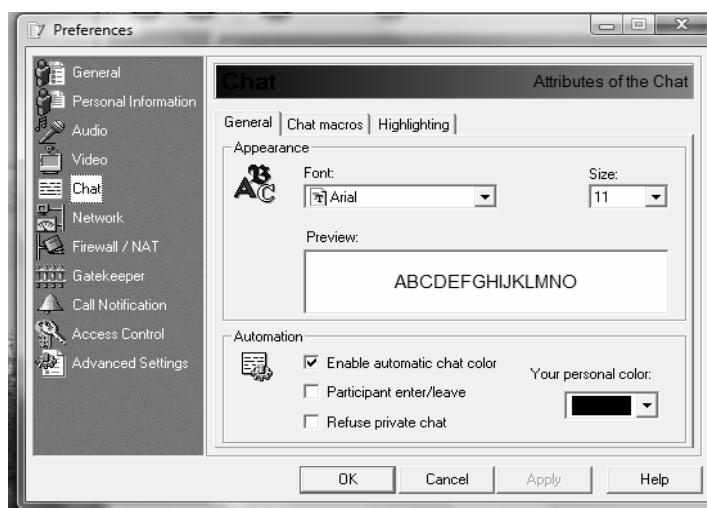 Preferences
General
Personal Information
Audio
Video
Chat
Network
Firewall / NAT
Gatekeeper
Call Notification
Access Control
Advanced Settings
Chat
Attributes of the Chat
General
Chat macros
Highlighting
Appearance
Font:
Size:
Arial
11
Preview:
ABCDEFGHIJKLMNO
Automation
Enable automatic chat color
Participant enter/leave
Refuse private chat
Your personal color:
OK
Cancel
Apply
Help